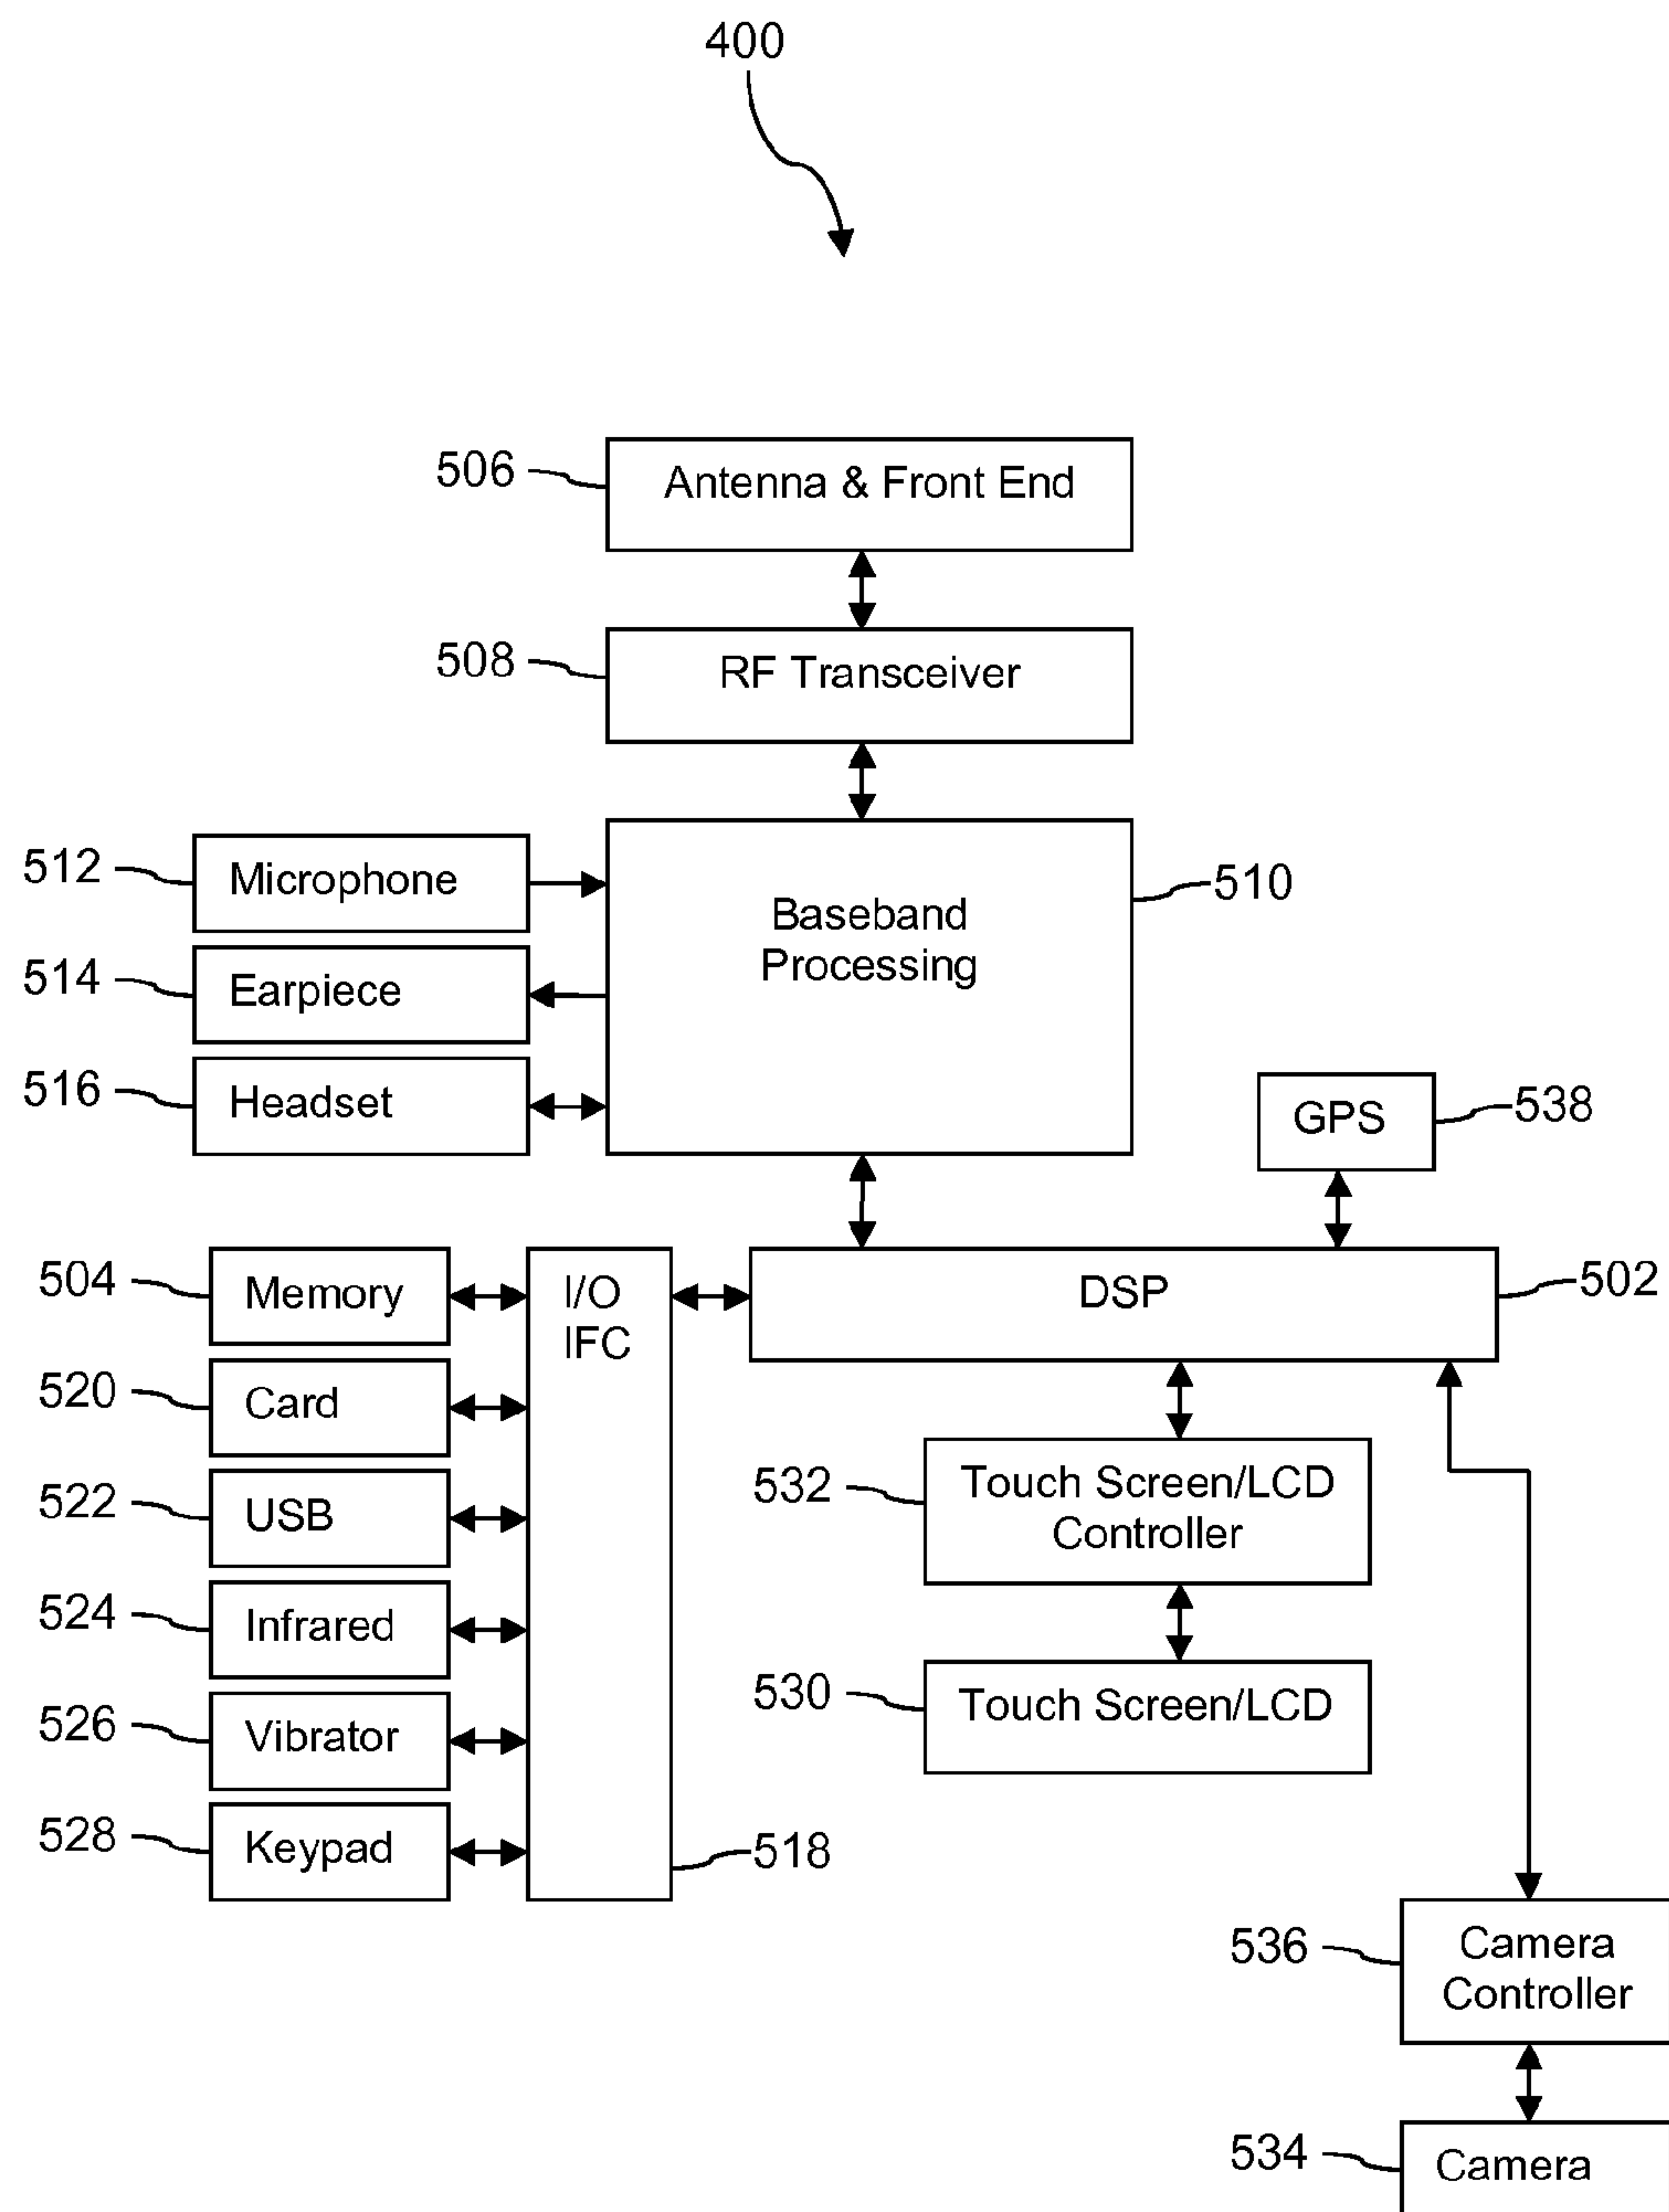 400
506
Antenna & Front End
508
RF Transceiver
512
Microphone
510
Baseband
Processing
514
Earpiece
516
Headset
GPS
538
504
Memory
I/O
IFC
DSP
502
520
Card
522
USB
532
Touch Screen/LCD
Controller
524
Infrared
530
Touch Screen/LCD
526
Vibrator
528
Keypad
518
536
Camera
Controller
534
Camera